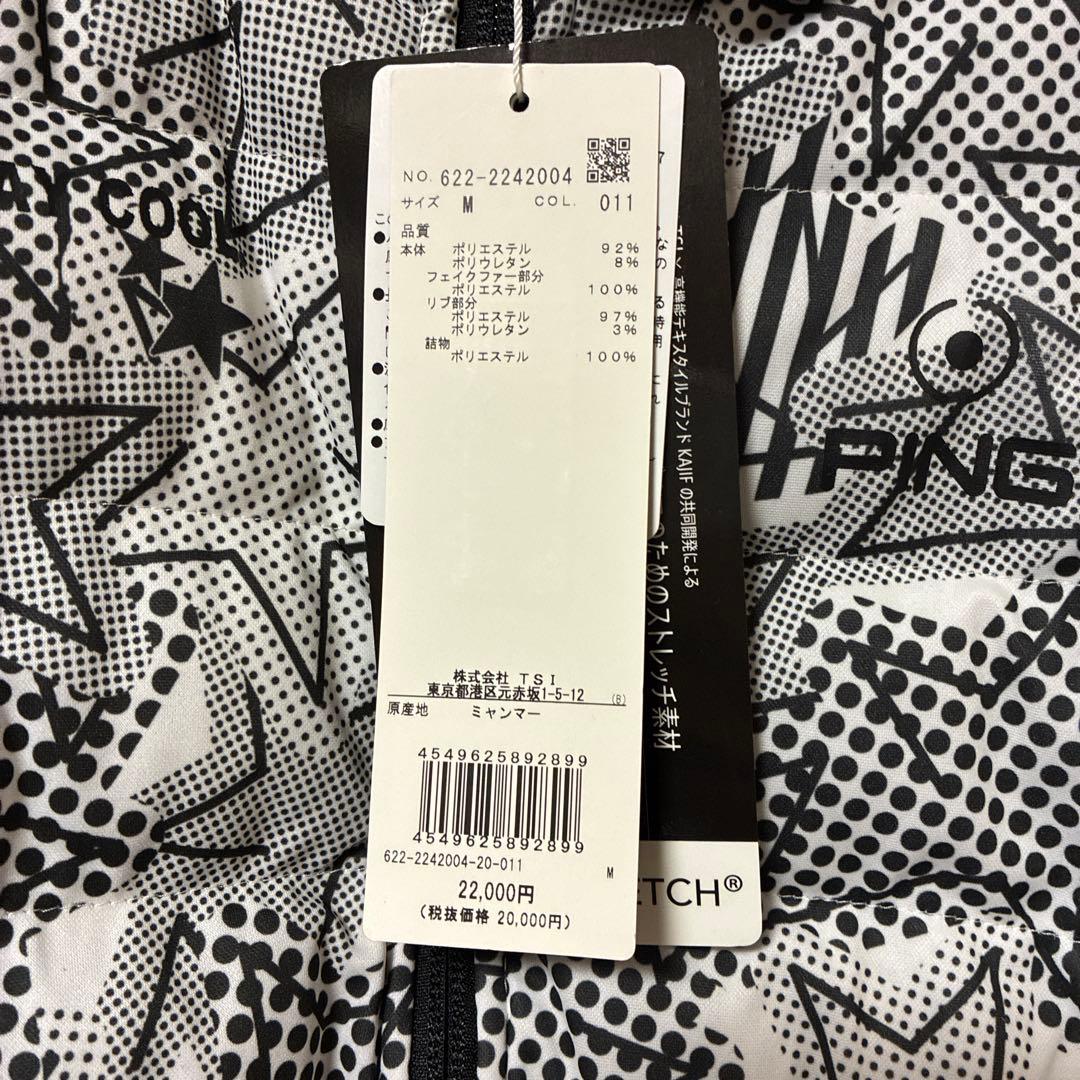 NO. 622-2242004
サイズ M COL. 011
品質
本体 ポリエステル 92%
ポリウレタン 8%
フェイクファー部分
ポリエステル 100%
リブ部分
ポリエステル 97%
ポリウレタン 3%
詰物
ポリエステル 100%
株式会社 TSI
東京都港区元赤坂1-5-12 (B)
原産地 ミャンマー
4549625892899
4549625892899
622-2242004-20-011 M
22,000円
(税抜価格 20,000円)
高機能テキスタイルブランド KAJIF の共同開発による
のためのストレッチ素材
ETCH®
AY COOL
PING